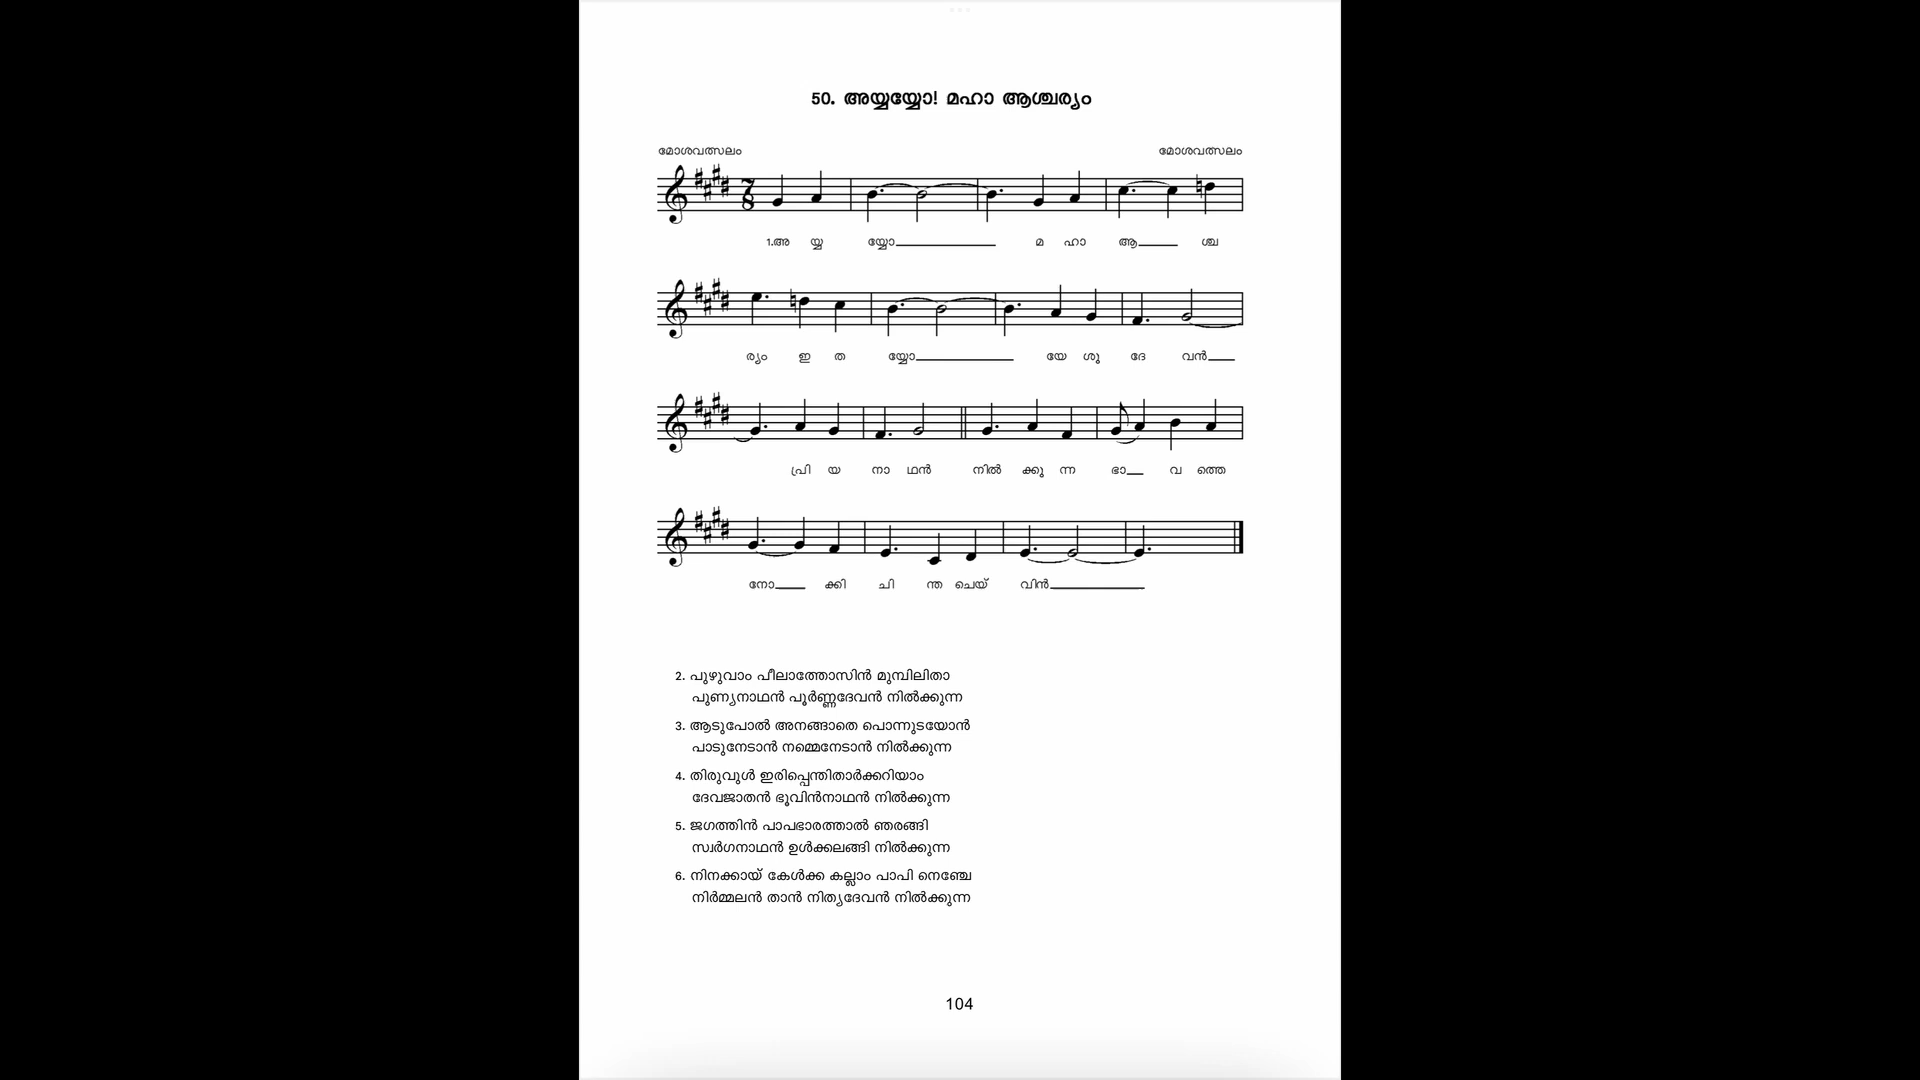 50. അയ്യയ്യോ! മഹാ ആശ്ചര്യം
മോശവത്സലം മോശവത്സലം
7
8
1.അ യ്യ യ്യോ മ ഹാ ആ ശ്ച
ര്യം ഇ ത യ്യോ യേ ശു ദേ വൻ
പ്രി യ നാ ഥൻ നിൽ ക്കു ന്ന ഭാ വ ത്തെ
നോ ക്കി ചി ന്ത ചെയ് വിൻ
2. പുഴുവാം പീലാത്തോസിൻ മുമ്പിലിതാ
പുണ്യനാഥൻ പൂർണ്ണദേവൻ നിൽക്കുന്ന
3. ആടുപോൽ അനങ്ങാതെ പൊന്നുടയോൻ
പാടുനേടാൻ നമ്മെനേടാൻ നിൽക്കുന്ന
4. തിരുവുൾ ഇരിപ്പെന്തിതാർക്കറിയാം
ദേവജാതൻ ഭൂവിൻനാഥൻ നിൽക്കുന്ന
5. ജഗത്തിൻ പാപഭാരത്താൽ ഞരങ്ങി
സ്വർഗനാഥൻ ഉൾക്കലങ്ങി നിൽക്കുന്ന
6. നിനക്കായ് കേൾക്ക കല്ലാം പാപി നെഞ്ചേ
നിർമ്മലൻ താൻ നിത്യദേവൻ നിൽക്കുന്ന
104